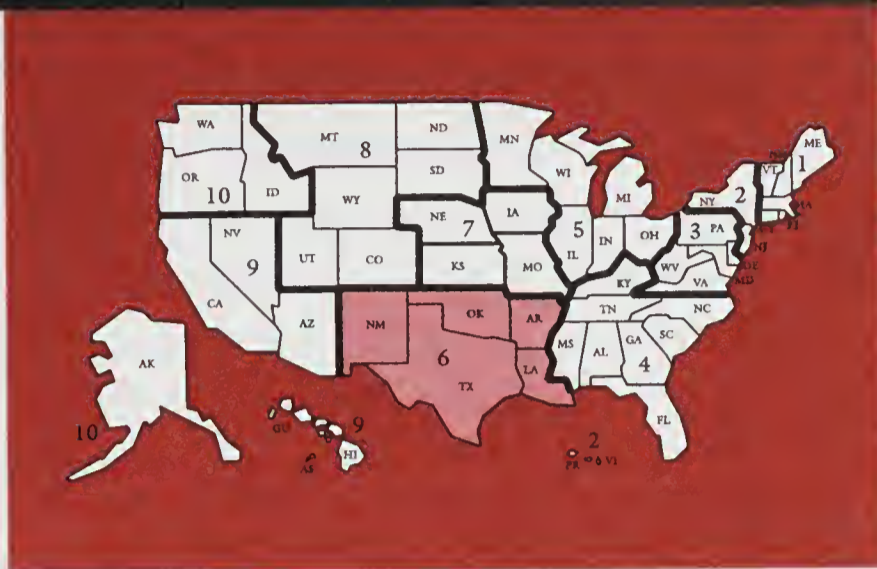 WA
MT
ND
MN
ME
8
VT
1
OR
10
ID
SD
WI
MI
NY
2
MA
WY
NE
7
IA
5
3
PA
NJ
NV
9
UT
CO
KS
MO
IL
IN
OH
WV
DE
MD
VA
KY
CA
AZ
NM
OK
AR
TN
NC
SC
MS
AL
GA
4
6
TX
LA
FL
AK
10
GU
9
HI
AS
2
PR
VI